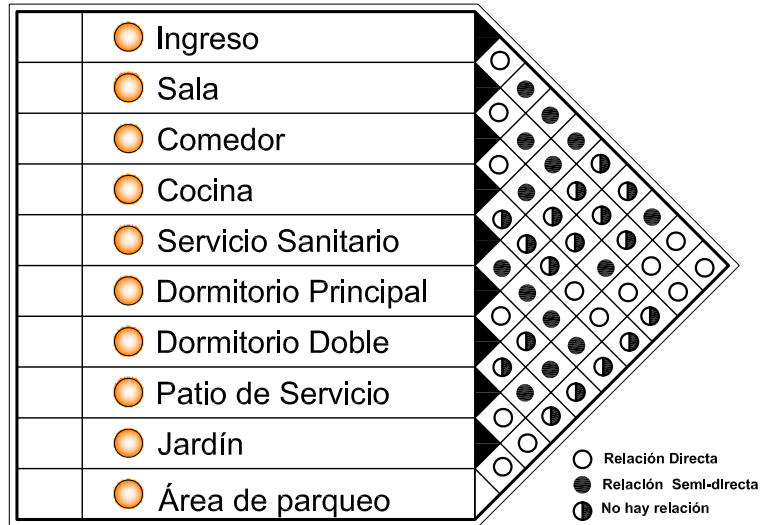 Ingreso
Sala
Comedor
Cocina
Servicio Sanitario
Dormitorio Principal
Dormitorio Doble
Patio de Servicio
Jardín
Área de parqueo
Relación Directa
Relación Semi-directa
No hay relación